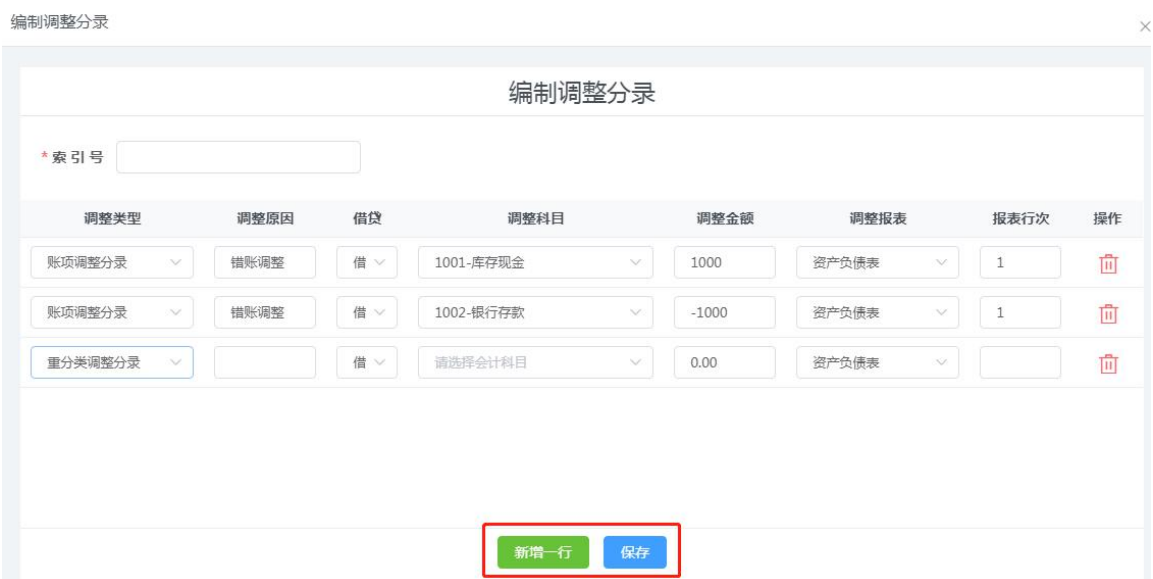 编制调整分录
编制调整分录
* 索引号
调整类型 调整原因 借贷 调整科目 调整金额 调整报表 报表行次 操作
账项调整分录 错账调整 借 1001-库存现金 1000 资产负债表 1
账项调整分录 错账调整 借 1002-银行存款 -1000 资产负债表 1
重分类调整分录 借 请选择会计科目 0.00 资产负债表
新增一行 保存